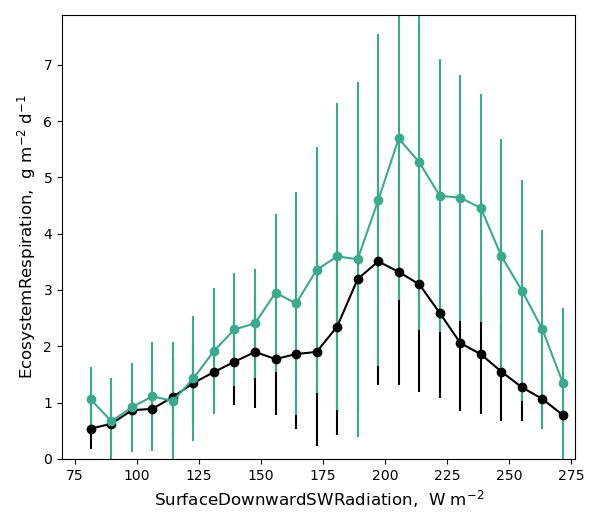 EcosystemRespiration, g m⁻² d⁻¹
7
6
5
4
3
2
1
0
75 100 125 150 175 200 225 250 275
SurfaceDownwardSWRadiation, W m⁻²